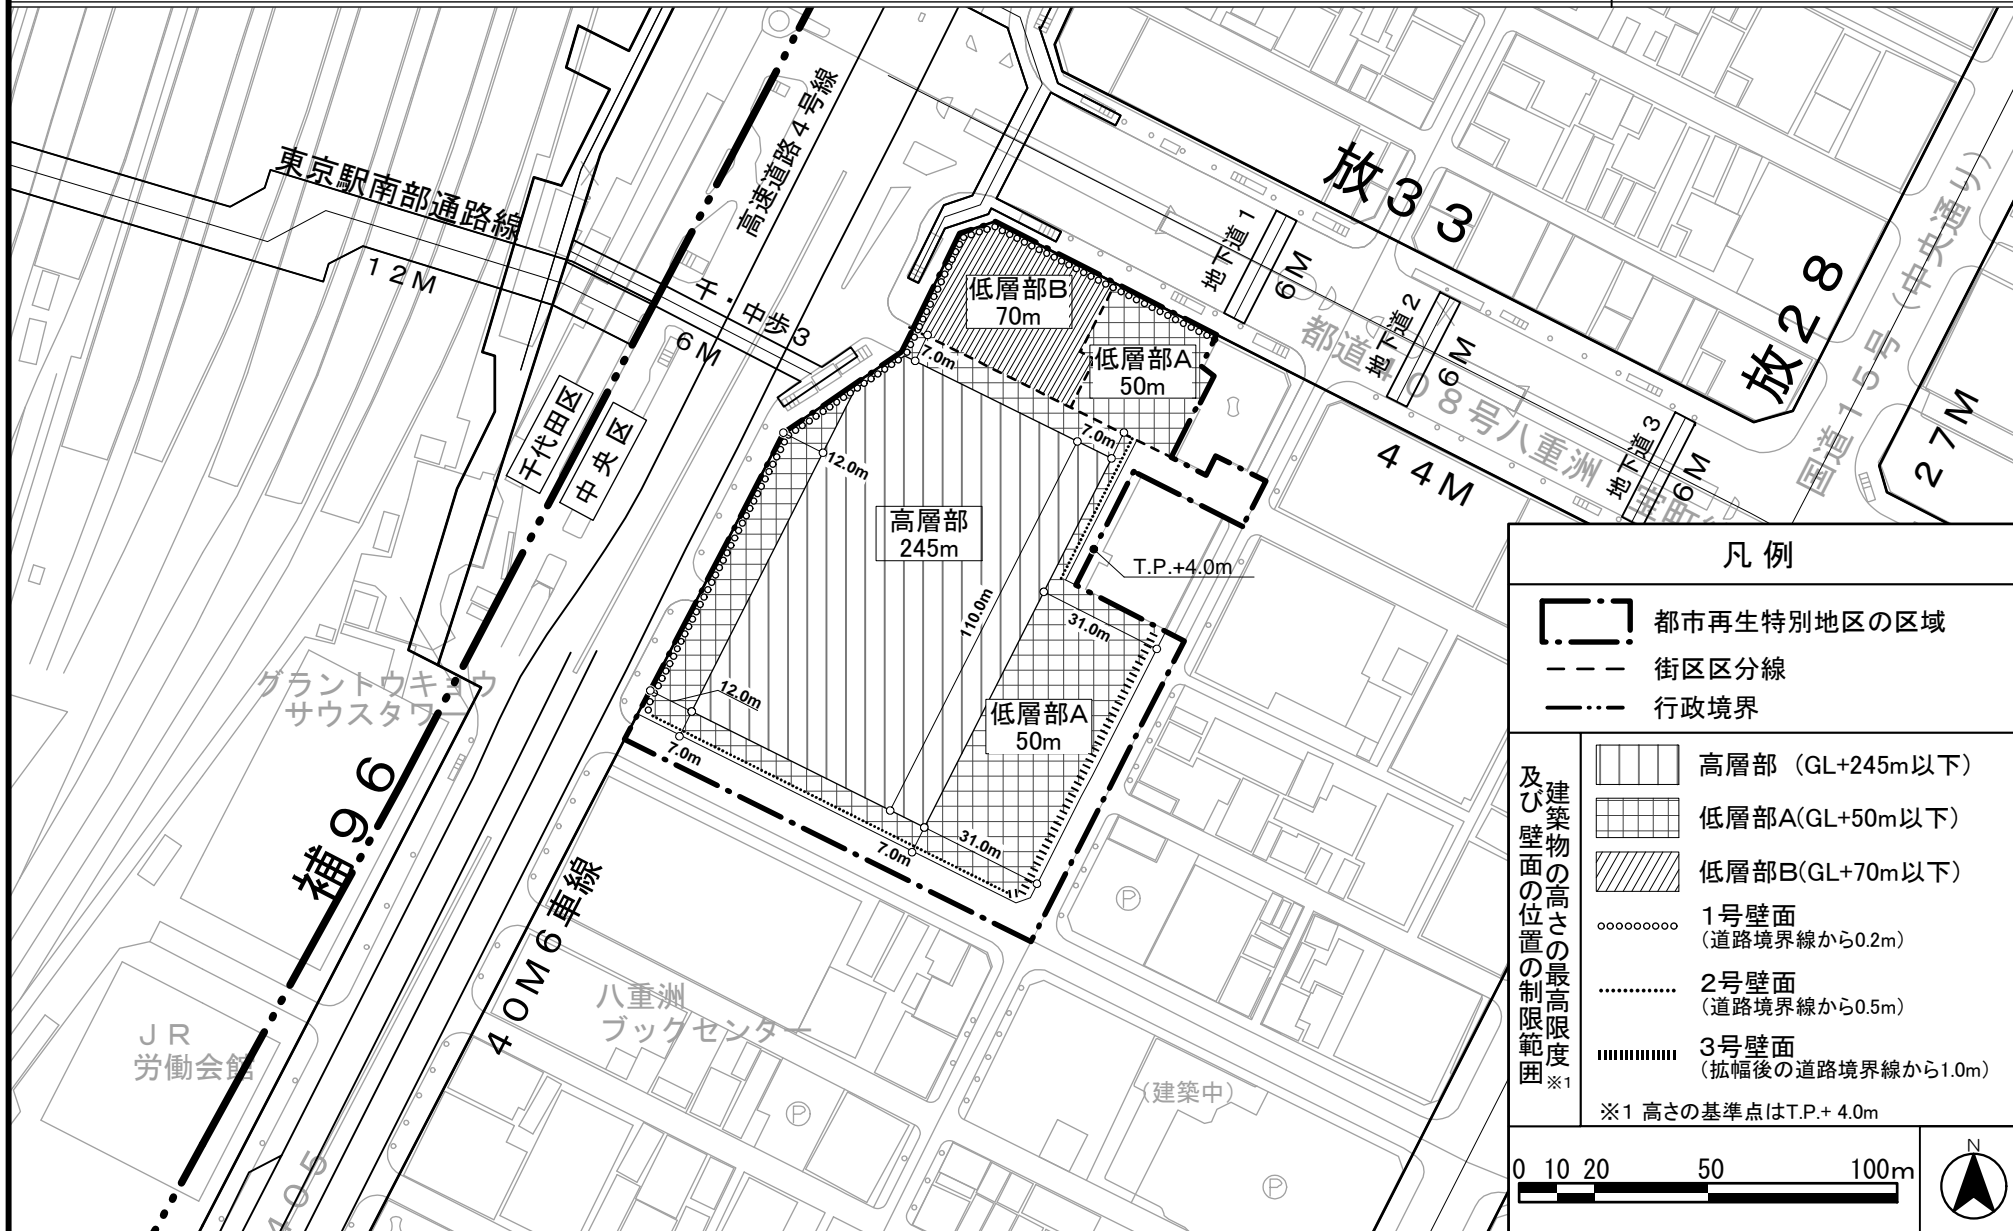 東京駅南部通路線
12M
高速道路4号線
千・中歩3
6M
千代田区
中央区
放33
放28
国道15号(中央通り)
27M
地下道1
6M
地下道2
6M
地下道3
6M
都道408号八重洲
44M
低層部B
70m
低層部A
50m
7.0m
7.0m
12.0m
高層部
245m
T.P.+4.0m
110.0m
31.0m
12.0m
低層部A
50m
7.0m
7.0m
31.0m
グラントウキョウ
サウスタワー
補96
40M6車線
八重洲
ブックセンター
JR
労働会館
405
(建築中)
P
P
P
凡例
都市再生特別地区の区域
街区区分線
行政境界
建築物の高さの最高限度※1
及び 壁面の位置の制限範囲
高層部 (GL+245m以下)
低層部A(GL+50m以下)
低層部B(GL+70m以下)
1号壁面
(道路境界線から0.2m)
2号壁面
(道路境界線から0.5m)
3号壁面
(拡幅後の道路境界線から1.0m)
※1 高さの基準点はT.P.+ 4.0m
0 10 20 50 100m
N